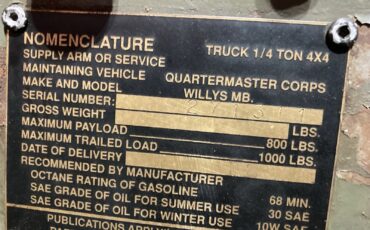 NOMENCLATURE TRUCK 1/4 TON 4X4
SUPPLY ARM OR SERVICE
MAINTAINING VEHICLE QUARTERMASTER CORPS
MAKE AND MODEL WILLYS MB.
SERIAL NUMBER:
GROSS WEIGHT LBS.
MAXIMUM PAYLOAD 800 LBS.
MAXIMUM TRAILED LOAD 1000 LBS.
DATE OF DELIVERY
RECOMMENDED BY MANUFACTURER
OCTANE RATING OF GASOLINE 68 MIN.
SAE GRADE OF OIL FOR SUMMER USE 30 SAE
SAE GRADE OF OIL FOR WINTER USE 10W SAE
PUBLICATIONS